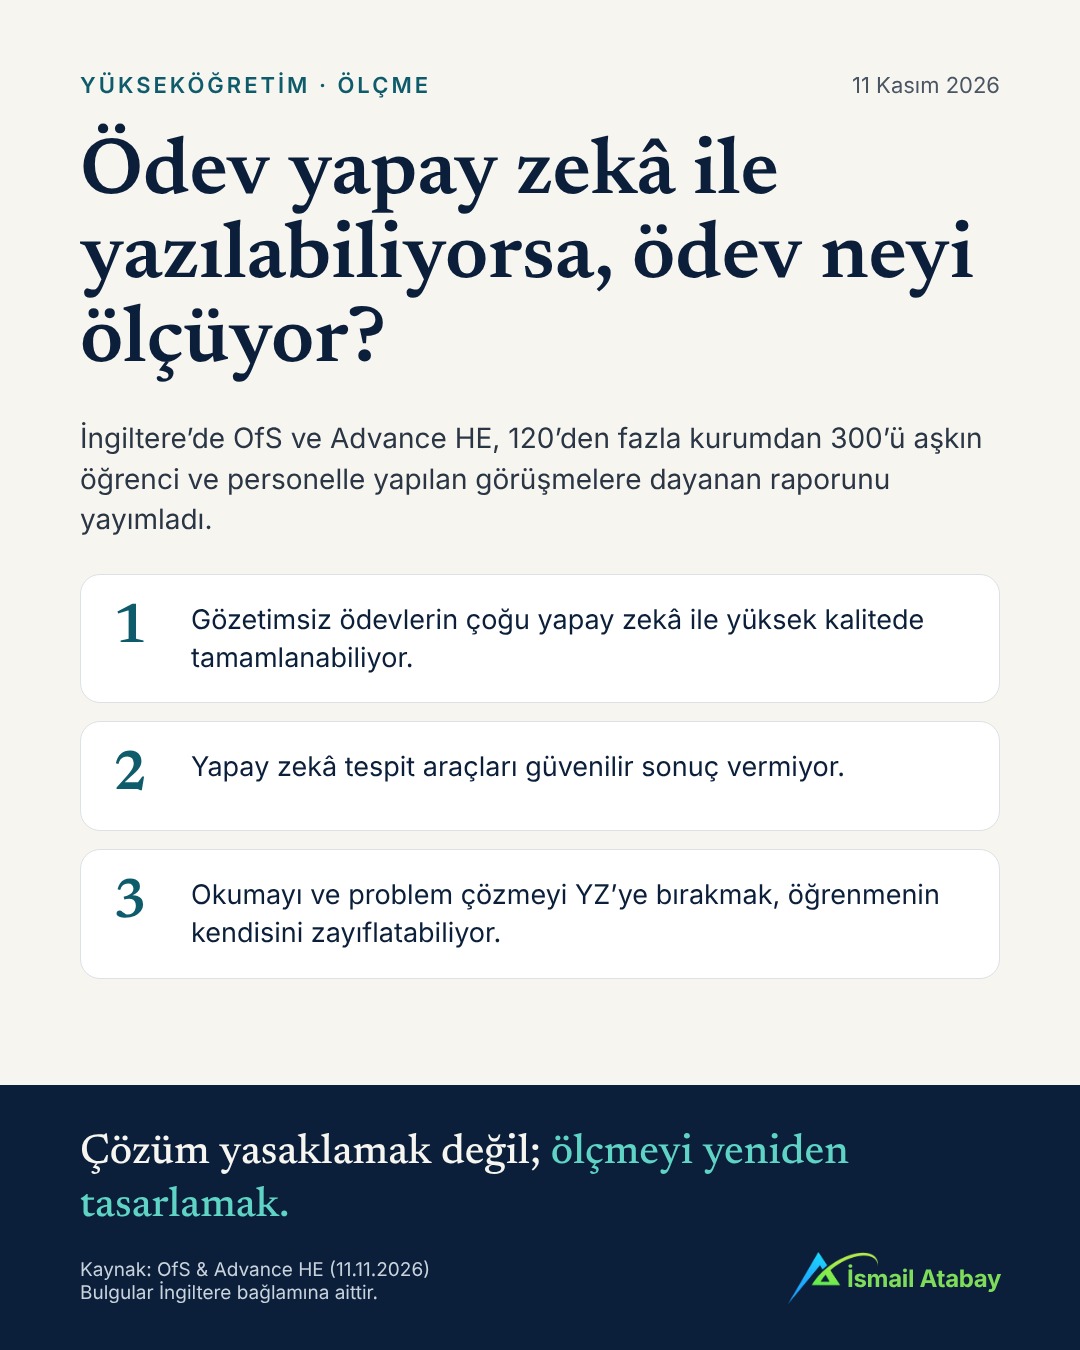 YÜKSEKÖĞRETİM · ÖLÇME
11 Kasım 2026
Ödev yapay zekâ ile
yazılabiliyorsa, ödev neyi
ölçüyor?
İngiltere’de OfS ve Advance HE, 120’den fazla kurumdan 300’ü aşkın
öğrenci ve personelle yapılan görüşmelere dayanan raporunu
yayımladı.
1
Gözetimsiz ödevlerin çoğu yapay zekâ ile yüksek kalitede
tamamlanabiliyor.
2
Yapay zekâ tespit araçları güvenilir sonuç vermiyor.
3
Okumayı ve problem çözmeyi YZ’ye bırakmak, öğrenmenin
kendisini zayıflatabiliyor.
Çözüm yasaklamak değil; ölçmeyi yeniden
tasarlamak.
Kaynak: OfS & Advance HE (11.11.2026)
Bulgular İngiltere bağlamına aittir.
İsmail Atabay